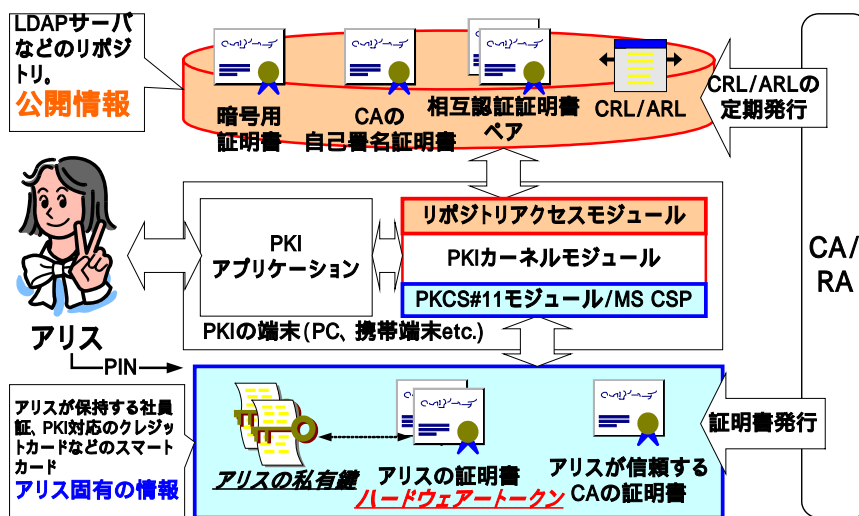 LDAPサーバ
などのリポジ
トリ。
公開情報
暗号用
証明書
CAの
自己署名証明書
相互認証証明書
ペア
CRL/ARL
CRL/ARLの
定期発行
PKI
アプリケーション
リポジトリアクセスモジュール
PKIカーネルモジュール
PKCS#11モジュール/MS CSP
PKIの端末(PC、携帯端末etc.)
CA/
RA
アリス
PIN
アリスが保持する社員
証、PKI対応のクレジッ
トカードなどのスマート
カード
アリス固有の情報
アリスの私有鍵
アリスの証明書
ハードウェアートークン
アリスが信頼する
CAの証明書
証明書発行